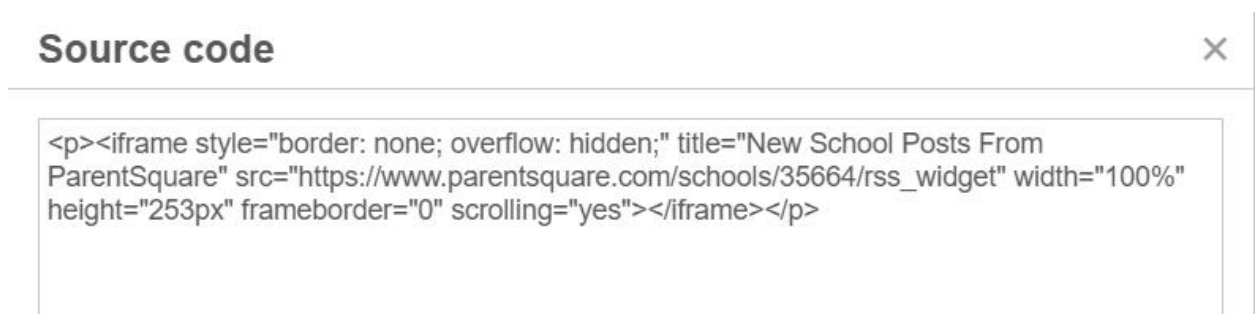 Source code
<p><iframe style="border: none; overflow: hidden;" title="New School Posts From
ParentSquare" src="https://www.parentsquare.com/schools/35664/rss_widget" width="100%"
height="253px" frameborder="0" scrolling="yes"></iframe></p>